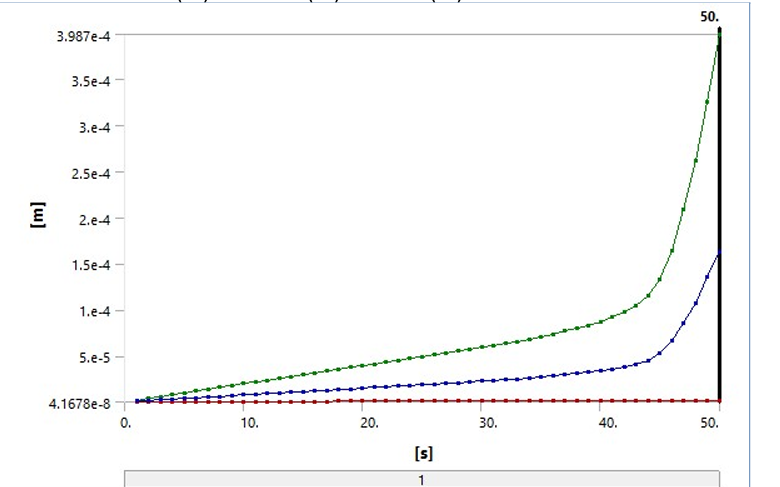 50.
3.987e-4
3.5e-4
3.e-4
2.5e-4
2.e-4
1.5e-4
1.e-4
5.e-5
4.1678e-8
[m]
0. 10. 20. 30. 40. 50.
[s]
1